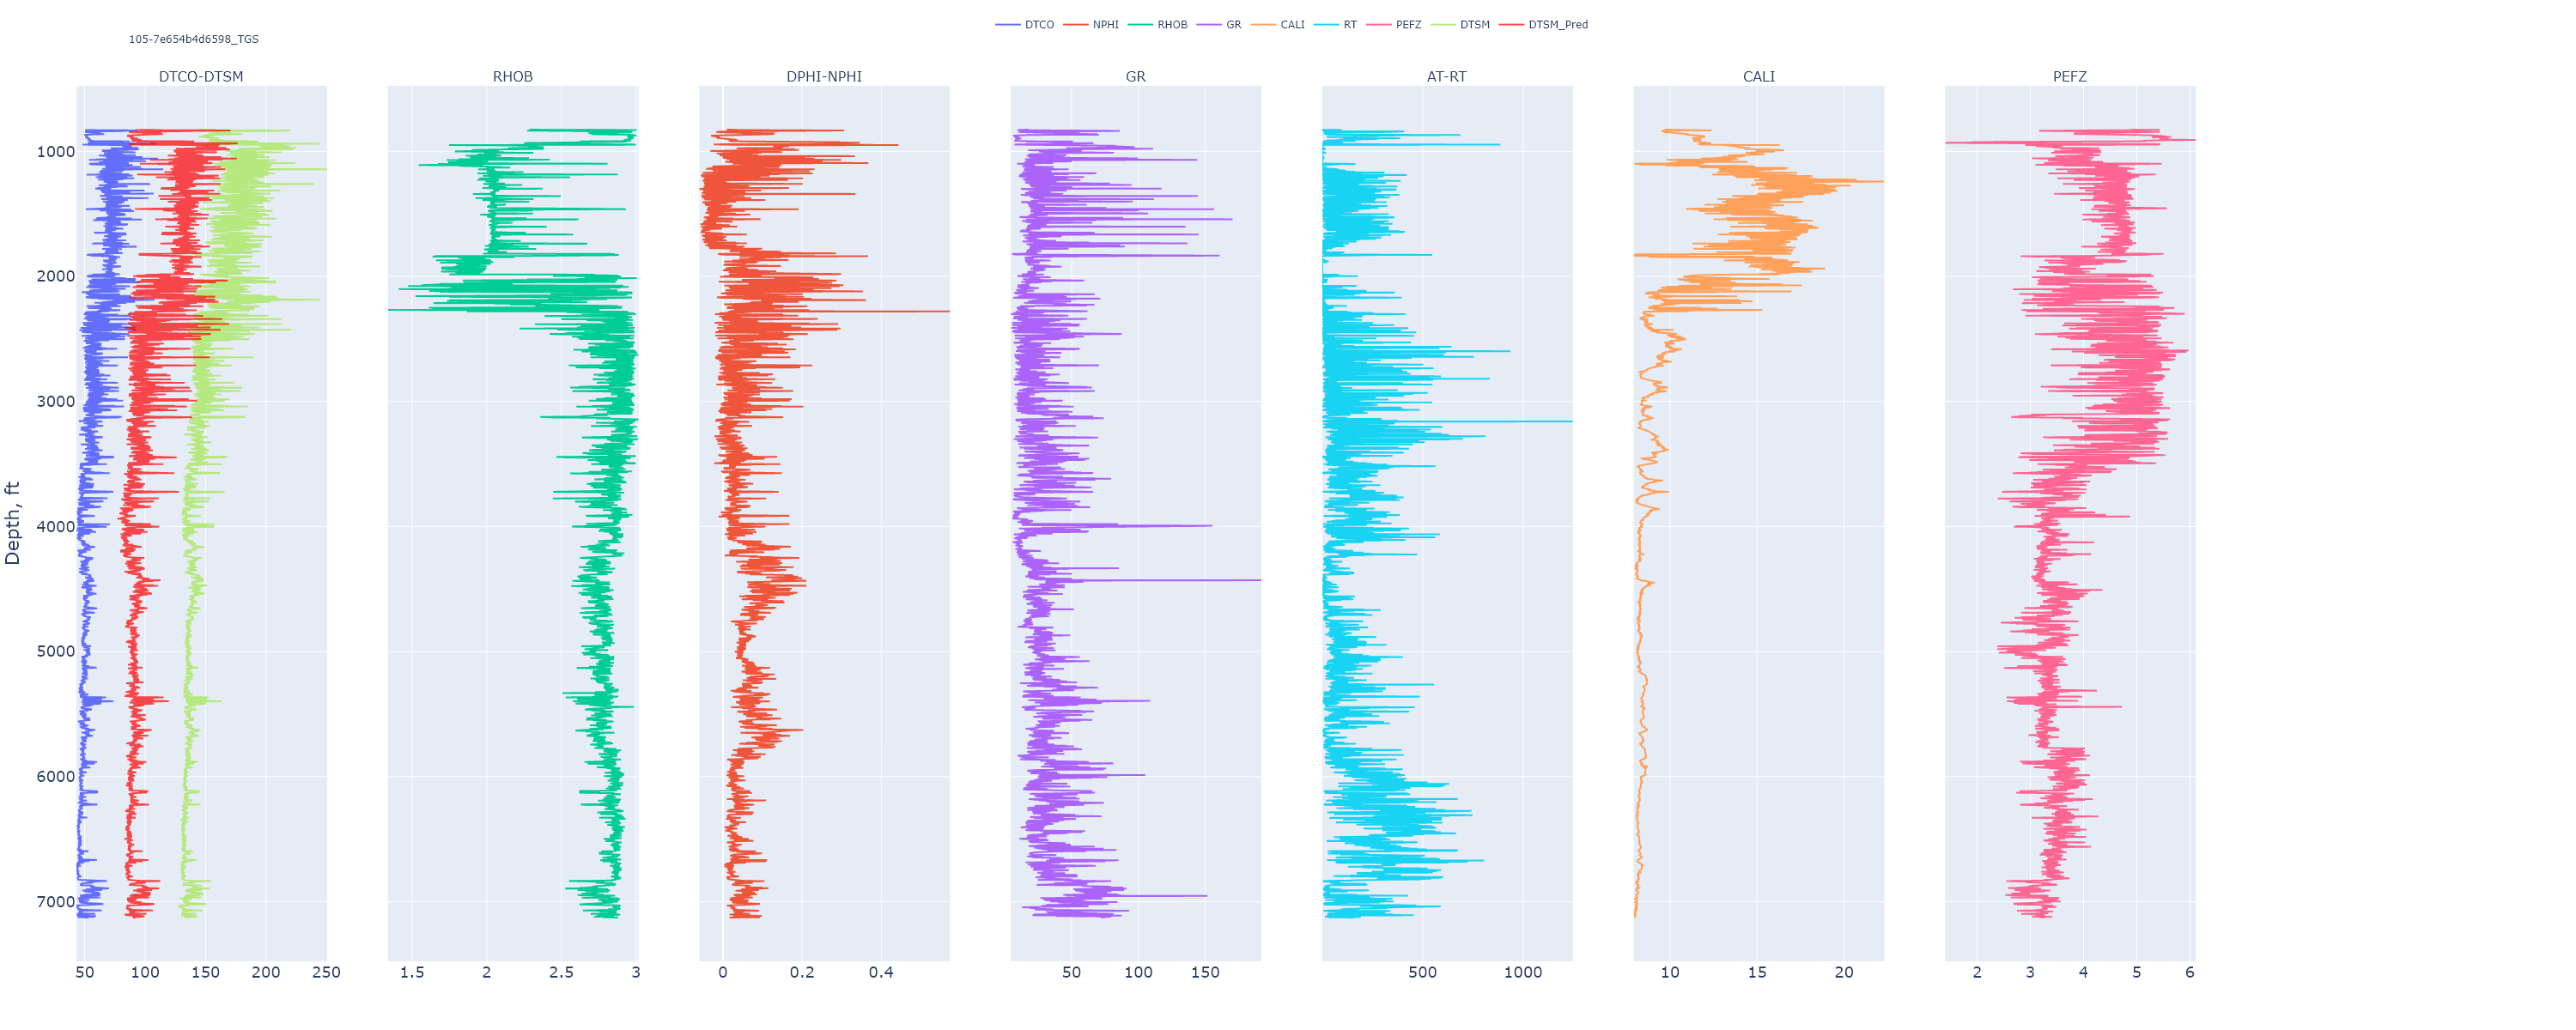 DTCO NPHI RHOB GR CALI RT PEFZ DTSM DTSM_Pred
105-7e654b4d6598_TGS
DTCO-DTSM RHOB DPHI-NPHI GR AT-RT CALI PEFZ
Depth, ft
1000
2000
3000
4000
5000
6000
7000
50 100 150 200 250 1.5 2 2.5 3 0 0.2 0.4 50 100 150 500 1000 10 15 20 2 3 4 5 6